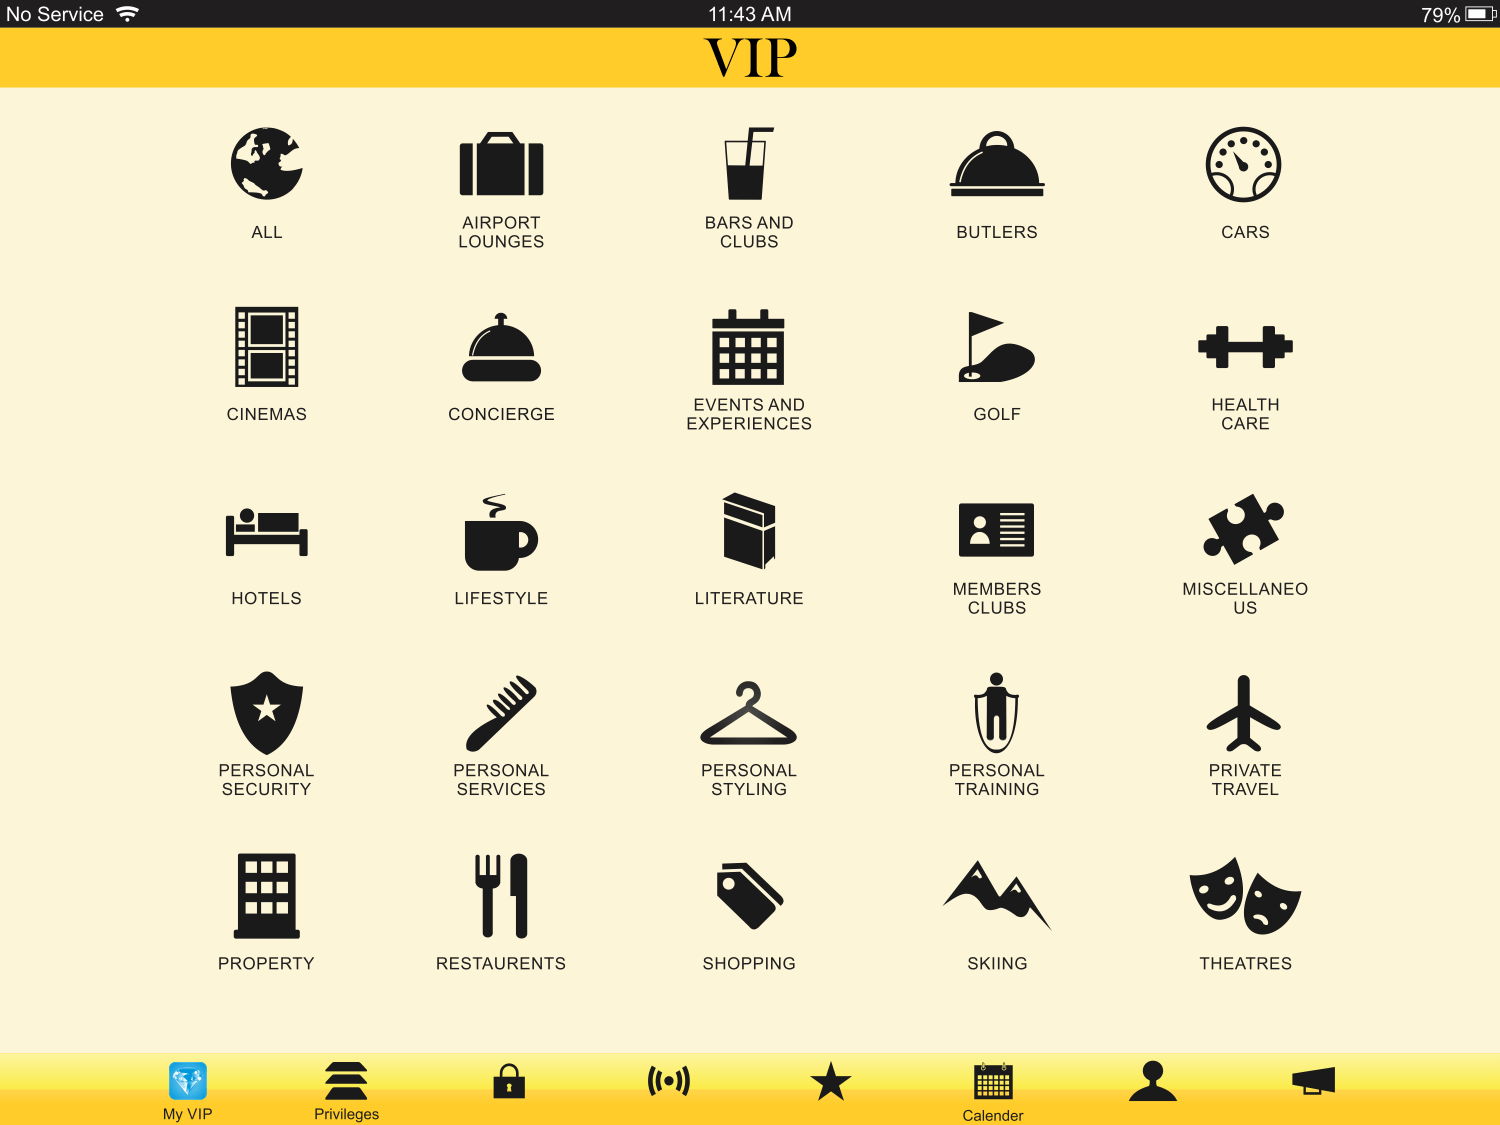 No Service
11:43 AM
79%
VIP
ALL
AIRPORT
LOUNGES
BARS AND
CLUBS
BUTLERS
CARS
CINEMAS
CONCIERGE
EVENTS AND
EXPERIENCES
GOLF
HEALTH
CARE
HOTELS
LIFESTYLE
LITERATURE
MEMBERS
CLUBS
MISCELLANEO
US
PERSONAL
SECURITY
PERSONAL
SERVICES
PERSONAL
STYLING
PERSONAL
TRAINING
PRIVATE
TRAVEL
PROPERTY
RESTAURENTS
SHOPPING
SKIING
THEATRES
My VIP
Privileges
Calender